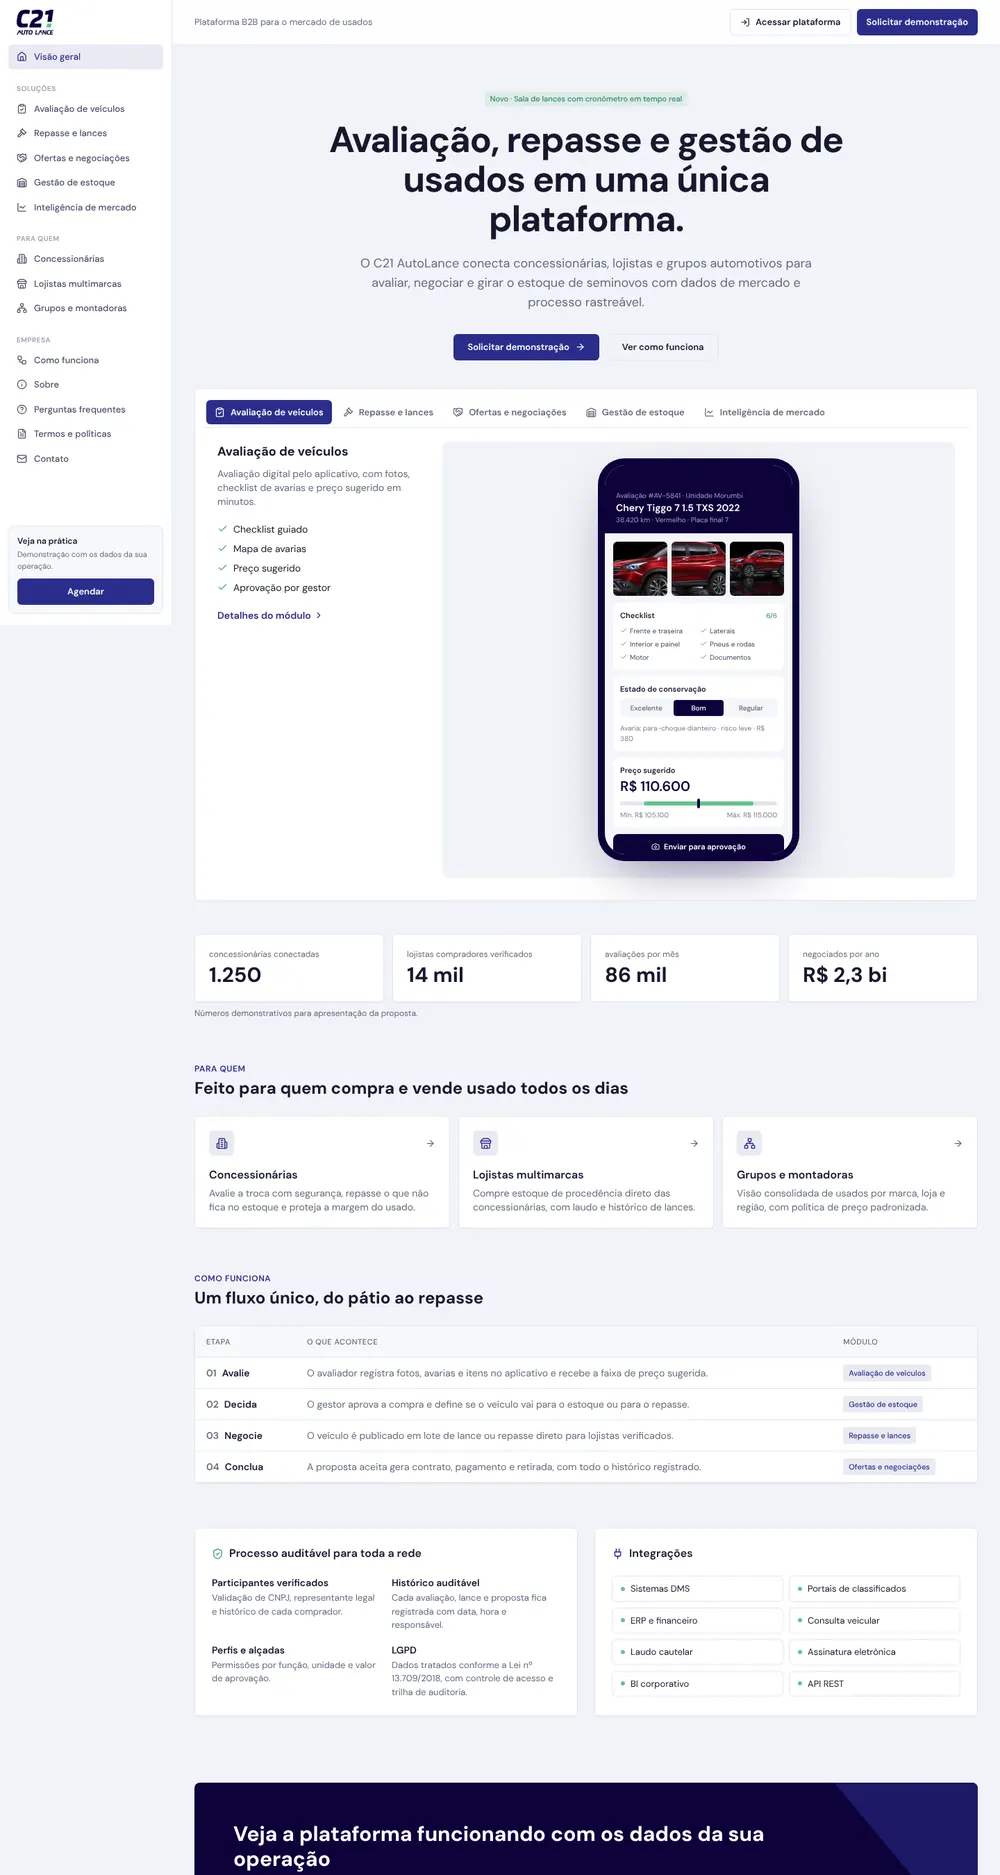 C21
AUTO LANCE
Visão geral
SOLUÇÕES
Avaliação de veículos
Repasse e lances
Ofertas e negociações
Gestão de estoque
Inteligência de mercado
PARA QUEM
Concessionárias
Lojistas multimarcas
Grupos e montadoras
EMPRESA
Como funciona
Sobre
Perguntas frequentes
Termos e políticas
Contato
Veja na prática
Demonstração com os dados da sua
operação.
Agendar
Plataforma B2B para o mercado de usados
Acessar plataforma
Solicitar demonstração
Novo · Sala de lances com cronômetro em tempo real
Avaliação, repasse e gestão de
usados em uma única
plataforma.
O C21 AutoLance conecta concessionárias, lojistas e grupos automotivos para
avaliar, negociar e girar o estoque de seminovos com dados de mercado e
processo rastreável.
Solicitar demonstração
Ver como funciona
Avaliação de veículos
Repasse e lances
Ofertas e negociações
Gestão de estoque
Inteligência de mercado
Avaliação de veículos
Avaliação digital pelo aplicativo, com fotos,
checklist de avarias e preço sugerido em
minutos.
Checklist guiado
Mapa de avarias
Preço sugerido
Aprovação por gestor
Detalhes do módulo
Avaliação #AV-5841 · Unidade Morumbi
Chery Tiggo 7 1.5 TXS 2022
38.420 km · Vermelho · Placa final 7
Checklist 6/6
Frente e traseira Laterais
Interior e painel Pneus e rodas
Motor Documentos
Estado de conservação
Excelente Bom Regular
Avaria: para-choque dianteiro · risco leve · R$
380
Preço sugerido
R$ 110.600
Mín. R$ 105.100 Máx. R$ 115.000
Enviar para aprovação
concessionárias conectadas
1.250
lojistas compradores verificados
14 mil
avaliações por mês
86 mil
negociados por ano
R$ 2,3 bi
Números demonstrativos para apresentação da proposta.
PARA QUEM
Feito para quem compra e vende usado todos os dias
Concessionárias
Avalie a troca com segurança, repasse o que não
fica no estoque e proteja a margem do usado.
Lojistas multimarcas
Compre estoque de procedência direto das
concessionárias, com laudo e histórico de lances.
Grupos e montadoras
Visão consolidada de usados por marca, loja e
região, com política de preço padronizada.
COMO FUNCIONA
Um fluxo único, do pátio ao repasse
ETAPA O QUE ACONTECE MÓDULO
01 Avalie O avaliador registra fotos, avarias e itens no aplicativo e recebe a faixa de preço sugerida. Avaliação de veículos
02 Decida O gestor aprova a compra e define se o veículo vai para o estoque ou para o repasse. Gestão de estoque
03 Negocie O veículo é publicado em lote de lance ou repasse direto para lojistas verificados. Repasse e lances
04 Conclua A proposta aceita gera contrato, pagamento e retirada, com todo o histórico registrado. Ofertas e negociações
Processo auditável para toda a rede
Participantes verificados
Validação de CNPJ, representante legal
e histórico de cada comprador.
Histórico auditável
Cada avaliação, lance e proposta fica
registrada com data, hora e
responsável.
Perfis e alçadas
Permissões por função, unidade e valor
de aprovação.
LGPD
Dados tratados conforme a Lei nº
13.709/2018, com controle de acesso e
trilha de auditoria.
Integrações
Sistemas DMS
Portais de classificados
ERP e financeiro
Consulta veicular
Laudo cautelar
Assinatura eletrônica
BI corporativo
API REST
Veja a plataforma funcionando com os dados da sua
operação